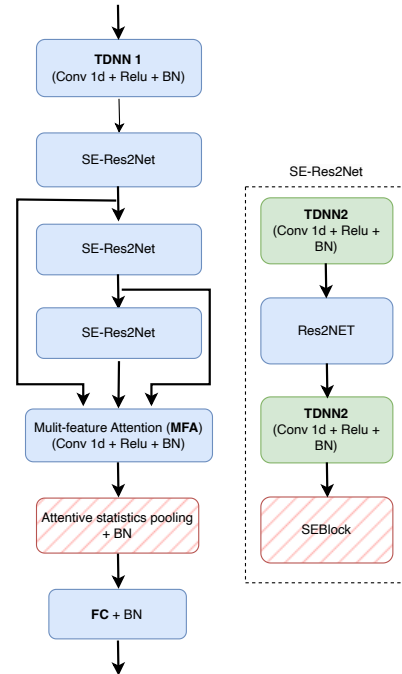 TDNN 1
(Conv 1d + Relu + BN)
SE-Res2Net
SE-Res2Net
SE-Res2Net
Mulit-feature Attention (MFA)
(Conv 1d + Relu + BN)
Attentive statistics pooling
+ BN
FC + BN
SE-Res2Net
TDNN2
(Conv 1d + Relu +
BN)
Res2NET
TDNN2
(Conv 1d + Relu +
BN)
SEBlock